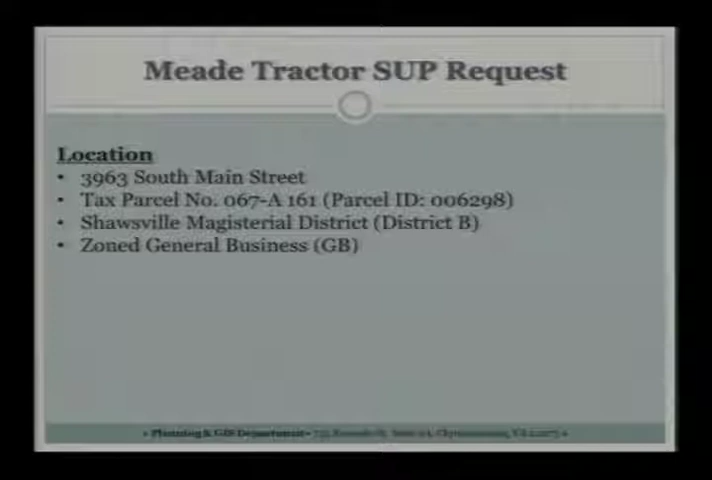 Meade Tractor SUP Request
Location
• 3963 South Main Street
• Tax Parcel No. 067-A 161 (Parcel ID: 006298)
• Shawsville Magisterial District (District B)
• Zoned General Business (GB)
Planning & GIS Department